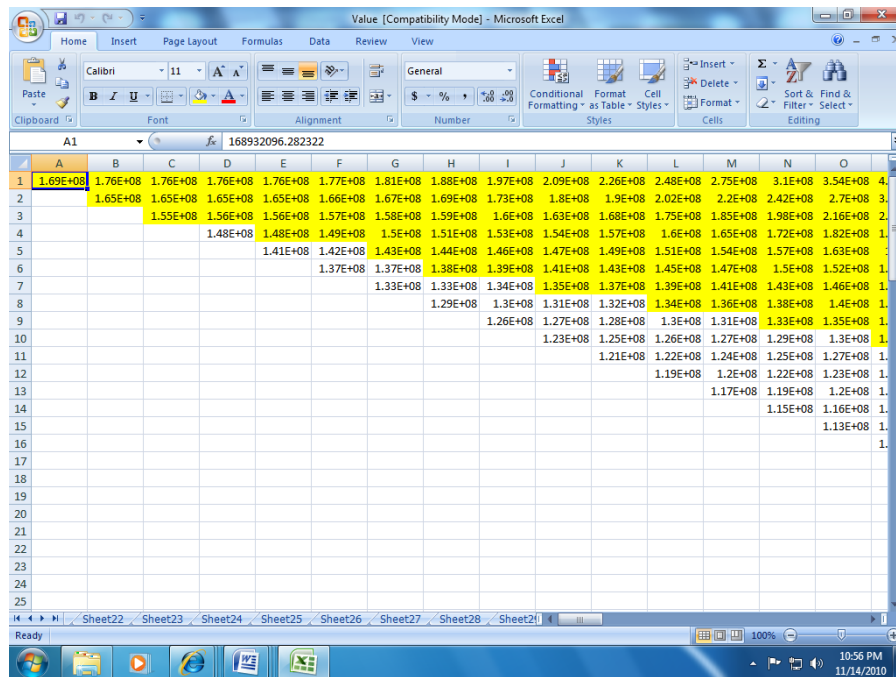 Value [Compatibility Mode] - Microsoft Excel
Home Insert Page Layout Formulas Data Review View
Paste
Clipboard
Calibri 11 A A
B I U A
Font
Alignment
General
$ % , .0 .00 .00 .0
Number
Conditional Formatting Format as Table Cell Styles
Styles
Insert
Delete
Format
Cells
Σ Sort & Filter Find & Select
Editing
A1 fx 168932096.282322
A B C D E F G H I J K L M N O
1 1.69E+08 1.76E+08 1.76E+08 1.76E+08 1.76E+08 1.77E+08 1.81E+08 1.88E+08 1.97E+08 2.09E+08 2.26E+08 2.48E+08 2.75E+08 3.1E+08 3.54E+08 4.
2 1.65E+08 1.65E+08 1.65E+08 1.65E+08 1.66E+08 1.67E+08 1.69E+08 1.73E+08 1.8E+08 1.9E+08 2.02E+08 2.2E+08 2.42E+08 2.7E+08 3.
3 1.55E+08 1.56E+08 1.56E+08 1.57E+08 1.58E+08 1.59E+08 1.6E+08 1.63E+08 1.68E+08 1.75E+08 1.85E+08 1.98E+08 2.16E+08 2.
4 1.48E+08 1.48E+08 1.49E+08 1.5E+08 1.51E+08 1.53E+08 1.54E+08 1.57E+08 1.6E+08 1.65E+08 1.72E+08 1.82E+08 1.
5 1.41E+08 1.42E+08 1.43E+08 1.44E+08 1.46E+08 1.47E+08 1.49E+08 1.51E+08 1.54E+08 1.57E+08 1.63E+08
6 1.37E+08 1.37E+08 1.38E+08 1.39E+08 1.41E+08 1.43E+08 1.45E+08 1.47E+08 1.5E+08 1.52E+08 1.
7 1.33E+08 1.33E+08 1.34E+08 1.35E+08 1.37E+08 1.39E+08 1.41E+08 1.43E+08 1.46E+08 1.
8 1.29E+08 1.3E+08 1.31E+08 1.32E+08 1.34E+08 1.36E+08 1.38E+08 1.4E+08 1.
9 1.26E+08 1.27E+08 1.28E+08 1.3E+08 1.31E+08 1.33E+08 1.35E+08 1.
10 1.23E+08 1.25E+08 1.26E+08 1.27E+08 1.29E+08 1.3E+08 1.
11 1.21E+08 1.22E+08 1.24E+08 1.25E+08 1.27E+08 1.
12 1.19E+08 1.2E+08 1.22E+08 1.23E+08 1.
13 1.17E+08 1.19E+08 1.2E+08 1.
14 1.15E+08 1.16E+08 1.
15 1.13E+08 1.
16 1.
17
18
19
20
21
22
23
24
25
Sheet22 Sheet23 Sheet24 Sheet25 Sheet26 Sheet27 Sheet28 Sheet29
Ready 100%
10:56 PM
11/14/2010